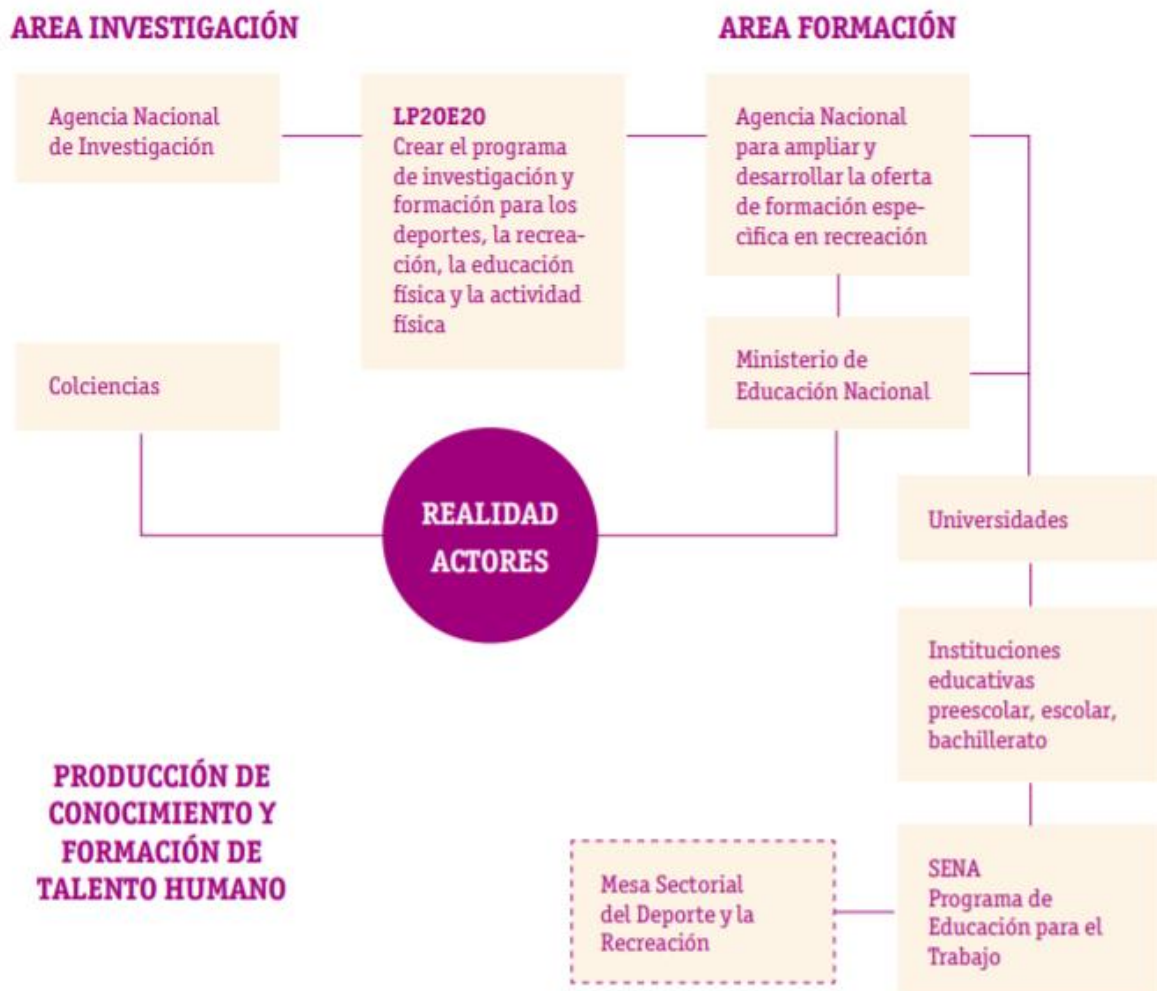 AREA INVESTIGACIÓN
AREA FORMACIÓN
Agencia Nacional
de Investigación
LP2OE20
Crear el programa
de investigación y
formación para los
deportes, la recrea-
ción, la educación
física y la actividad
física
Agencia Nacional
para ampliar y
desarrollar la oferta
de formación espe-
cìfica en recreación
Colciencias
Ministerio de
Educación Nacional
REALIDAD
ACTORES
Universidades
Instituciones
educativas
preescolar, escolar,
bachillerato
PRODUCCIÓN DE
CONOCIMIENTO Y
FORMACIÓN DE
TALENTO HUMANO
Mesa Sectorial
del Deporte y la
Recreación
SENA
Programa de
Educación para el
Trabajo